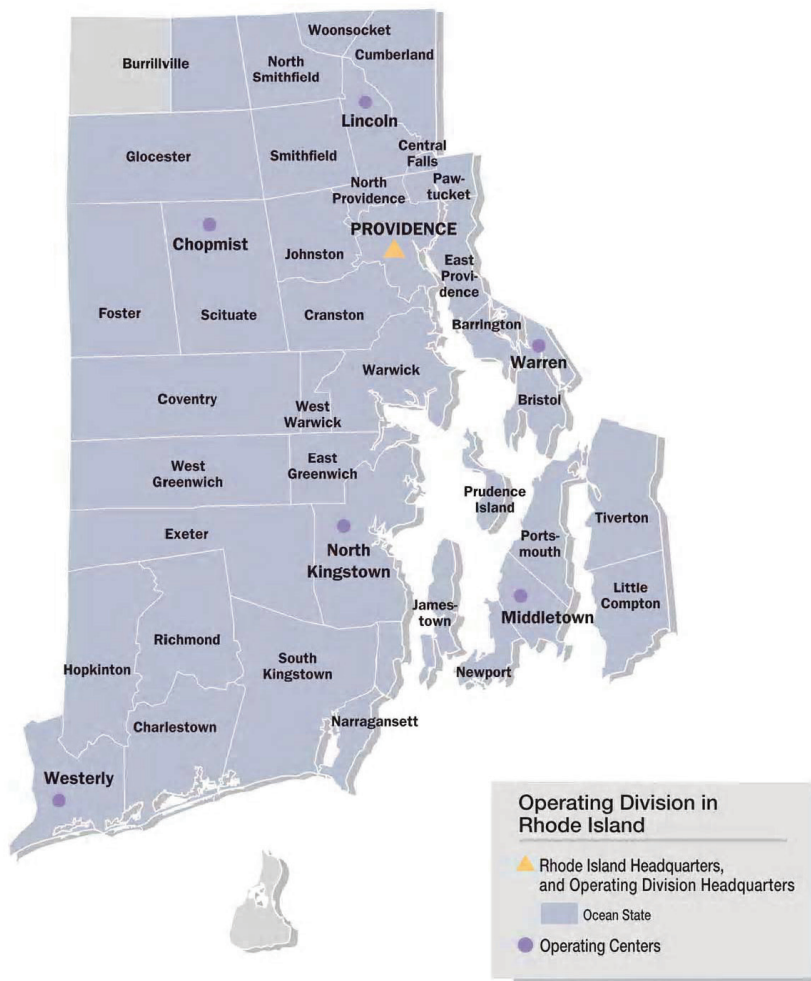 Woonsocket
Burrillville
North
Smithfield
Cumberland
Lincoln
Glocester
Smithfield
Central
Falls
North
Providence
Paw-
tucket
Chopmist
PROVIDENCE
Johnston
East
Provi-
dence
Foster
Scituate
Cranston
Barrington
Warren
Warwick
Coventry
West
Warwick
Bristol
West
Greenwich
East
Greenwich
Prudence
Island
Tiverton
Exeter
North
Kingstown
Ports-
mouth
Little
Compton
James-
town
Middletown
Richmond
Hopkinton
South
Kingstown
Newport
Charlestown
Narragansett
Westerly
Operating Division in
Rhode Island
Rhode Island Headquarters,
and Operating Division Headquarters
Ocean State
Operating Centers